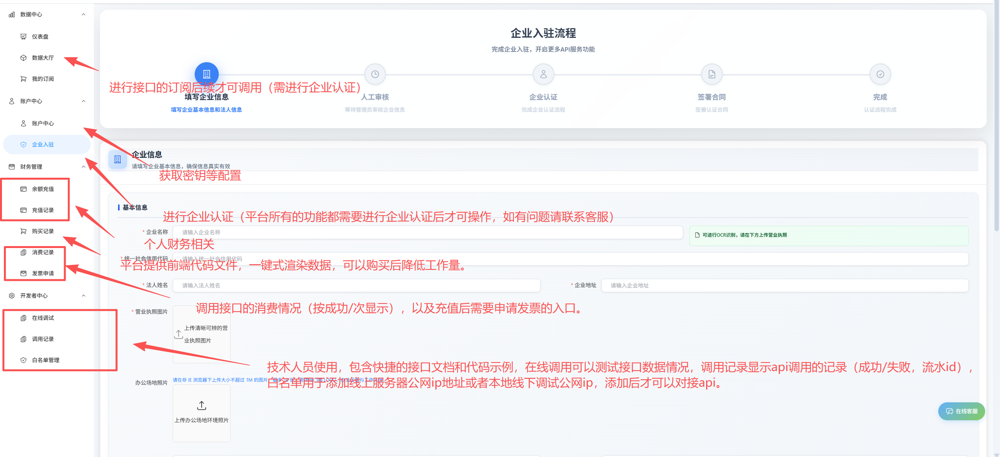 数据中心
仪表盘
数据大厅
我的订阅
账户中心
账户中心
企业入驻
财务管理
余额充值
充值记录
购买记录
消费记录
发票申请
开发者中心
在线调试
调用记录
白名单管理
企业入驻流程
完成企业入驻，开启更多API服务功能
进行接口的订阅后续才可调用（需进行企业认证）
填写企业信息
填写企业基本信息和法人信息
人工审核
等待管理员审核企业信息
企业认证
完成企业认证流程
签署合同
签署认证合同
完成
认证流程完成
企业信息
请填写企业基本信息，确保信息真实有效
获取密钥等配置
基本信息
进行企业认证（平台所有的功能都需要进行企业认证后才可操作，如有问题请联系客服）
* 企业名称 请输入企业名称
可进行OCR识别，请在下方上传营业执照
个人财务相关
* 统一社会信用代码 请输入统一社会信用代码
平台提供前端代码文件，一键式渲染数据，可以购买后降低工作量。
* 法人姓名 请输入法人姓名
* 企业地址 请输入企业地址
* 营业执照图片
调用接口的消费情况（按成功/次显示），以及充值后需要申请发票的入口。
上传清晰可辨的营
业执照图片
技术人员使用，包含快捷的接口文档和代码示例，在线调用可以测试接口数据情况，调用记录显示api调用的记录（成功/失败，流水id），
白名单用于添加线上服务器公网ip地址或者本地线下调试公网ip，添加后才可以对接api。
办公场地照片
请在非 IE 浏览器下上传大小不超过 1M 的图片，最多 10 张
上传办公场地环境照片
在线客服